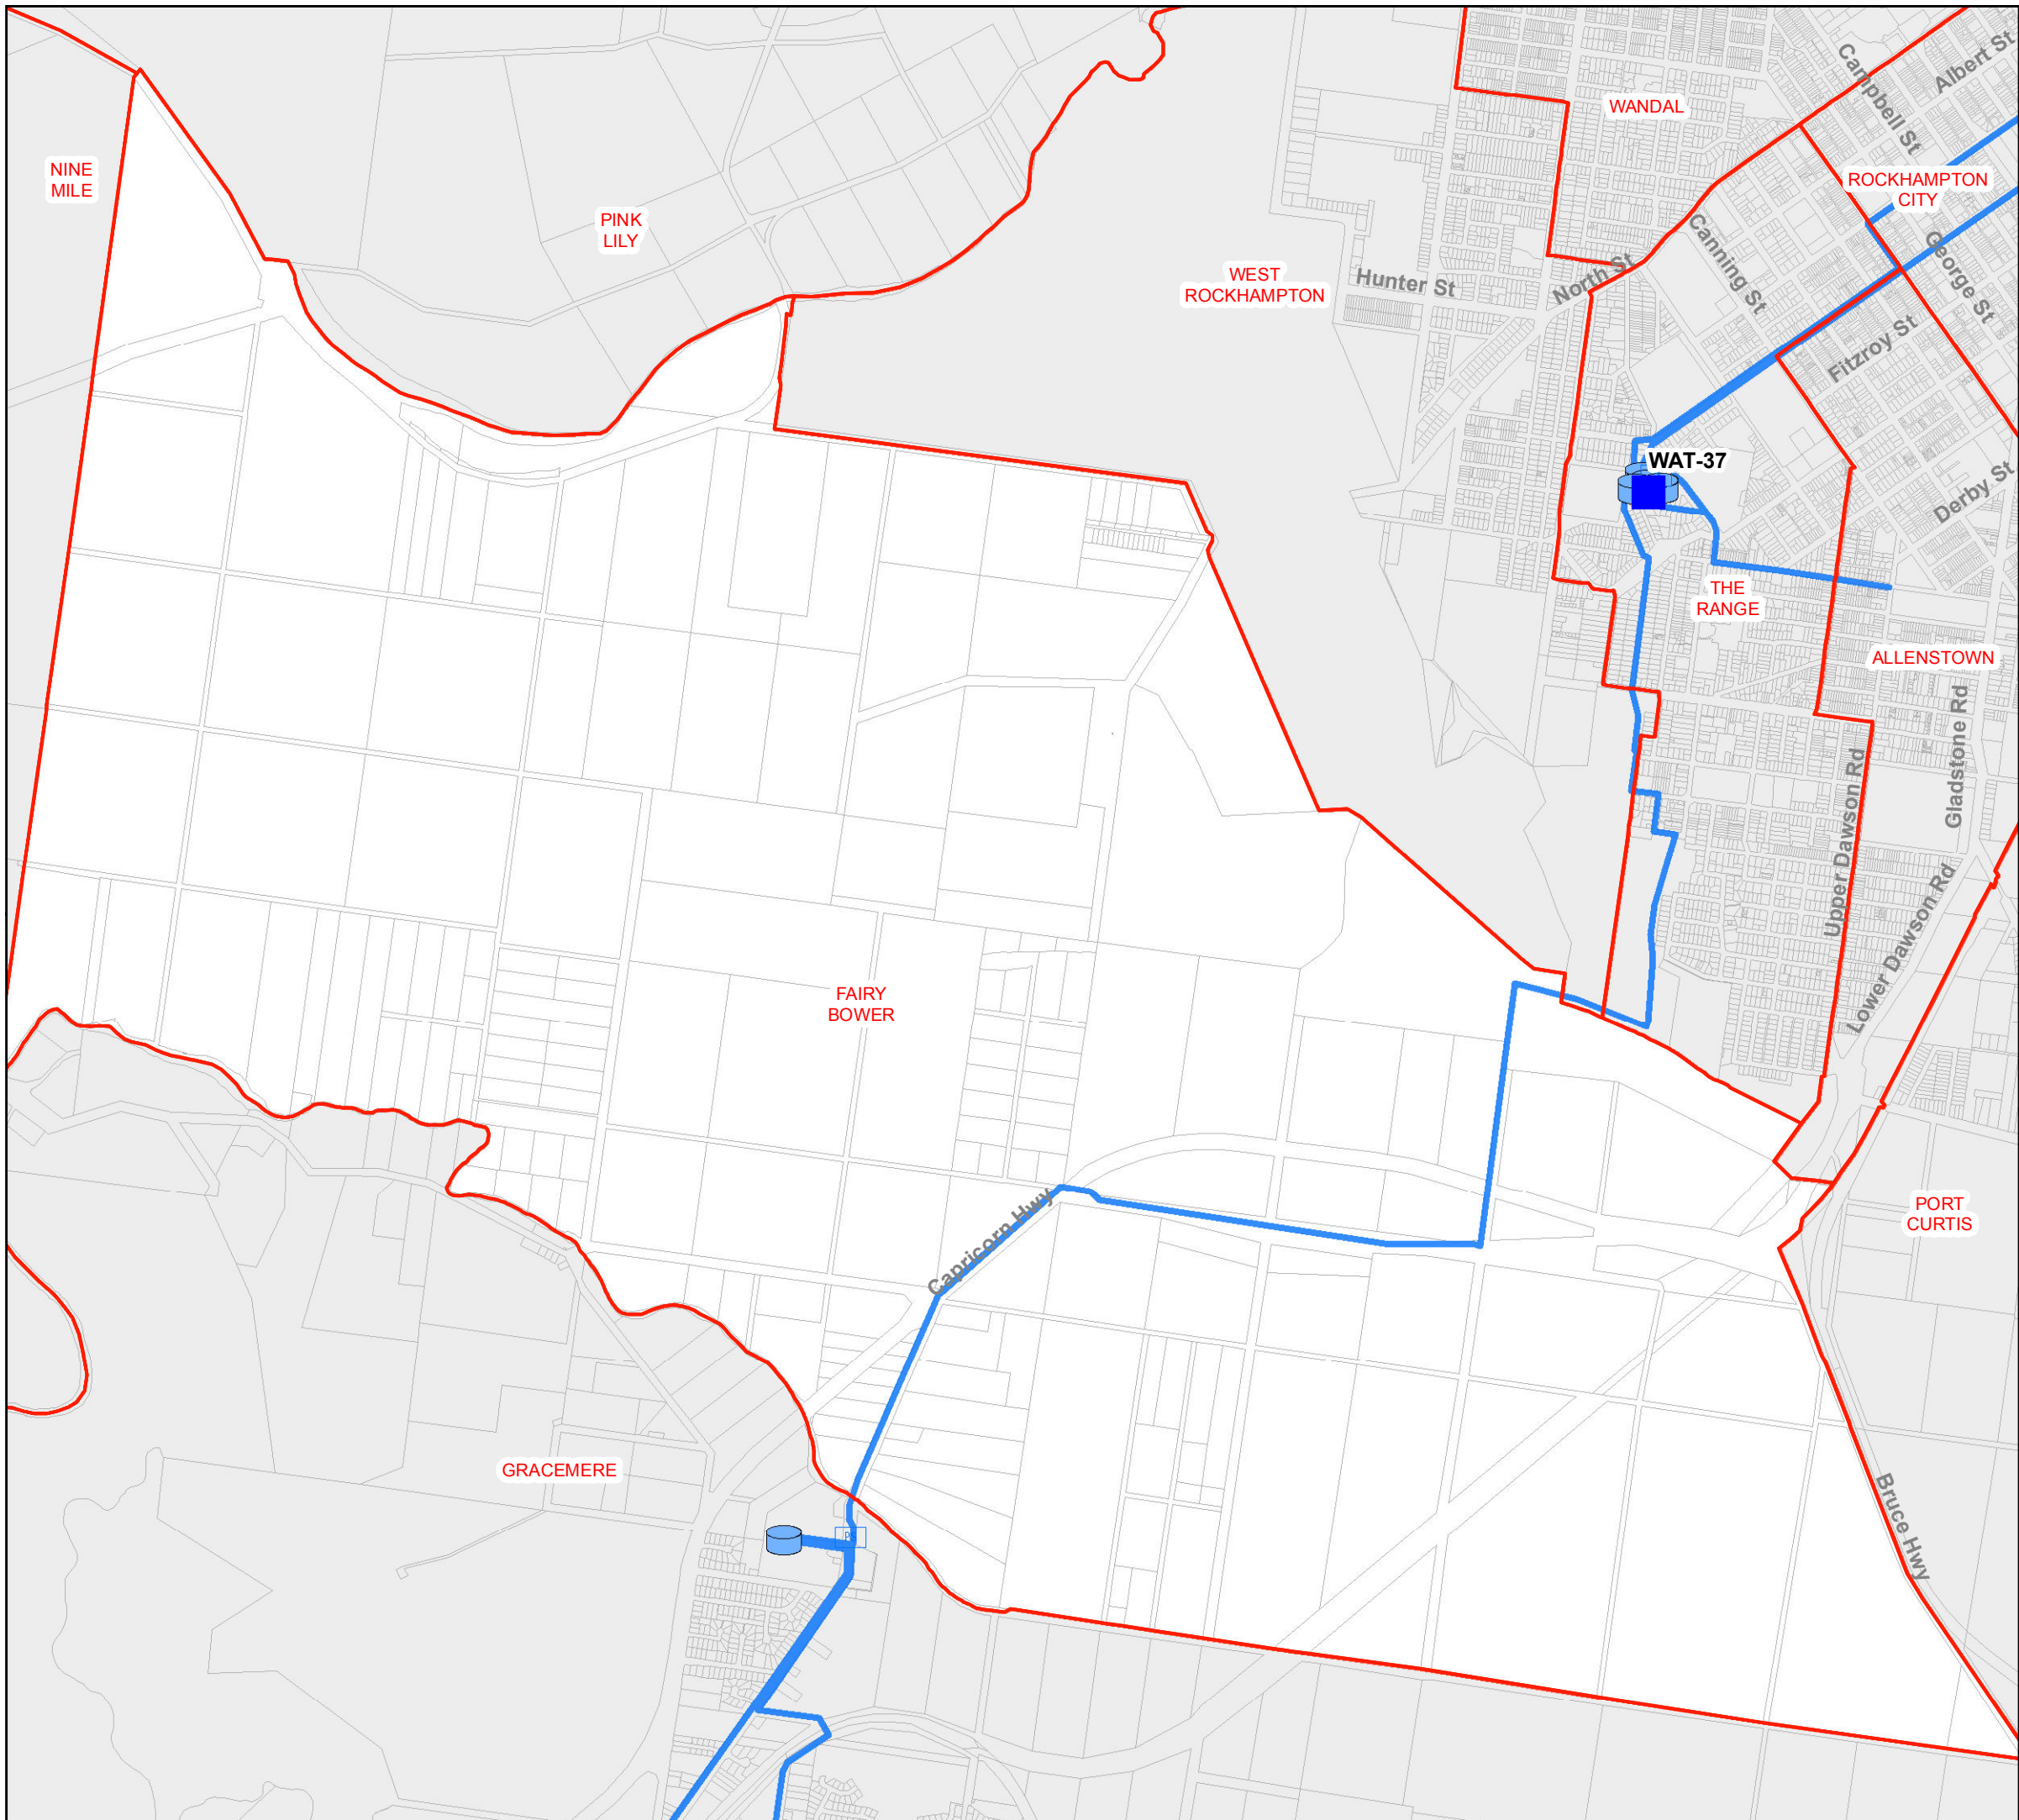 Albert St
Campbell St
WANDAL
NINE
MILE
ROCKHAMPTON
CITY
PINK
LILY
Canning St
George St
WEST
ROCKHAMPTON
Hunter St
North St
Fitzroy St
WAT-37
Derby St
THE
RANGE
ALLENSTOWN
Gladstone Rd
Upper Dawson Rd
Lower Dawson Rd
FAIRY
BOWER
PORT
CURTIS
Capricorn Hwy
GRACEMERE
Bruce Hwy
PS